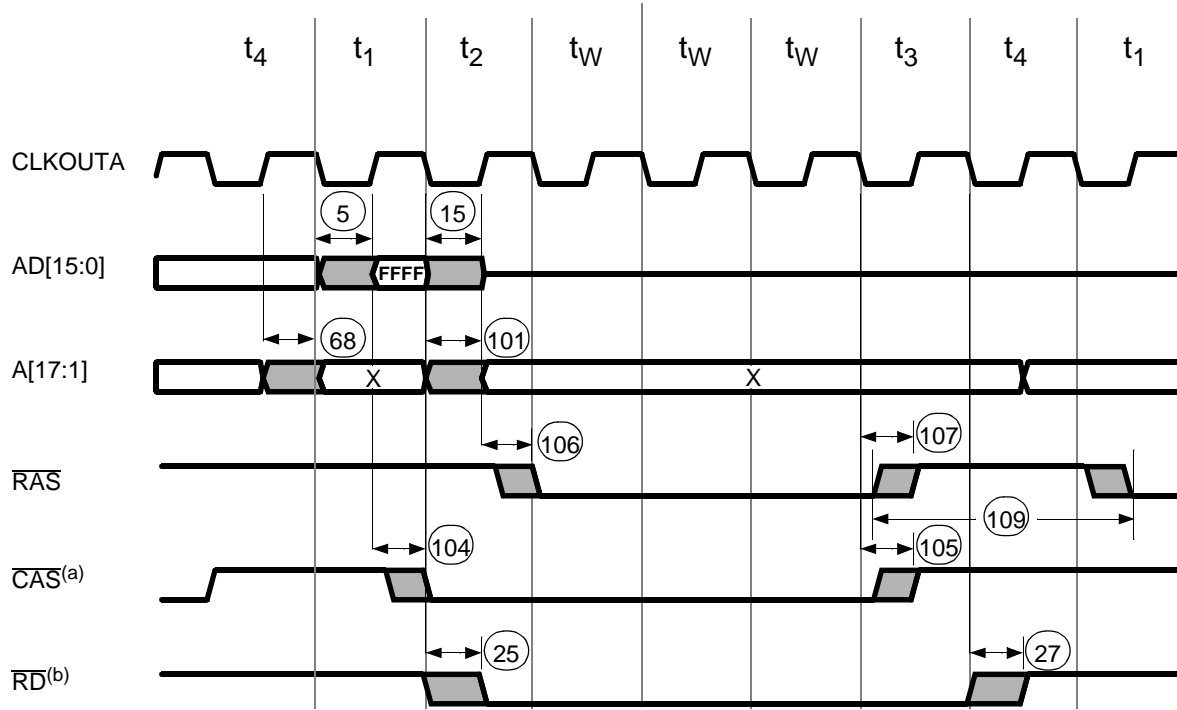 t4 t1 t2 tW tW tW t3 t4 t1
CLKOUTA
5 15
AD[15:0] FFFF
68 101
A[17:1] X X
106 107
RAS
109
104 105
CAS(a)
25 27
RD(b)